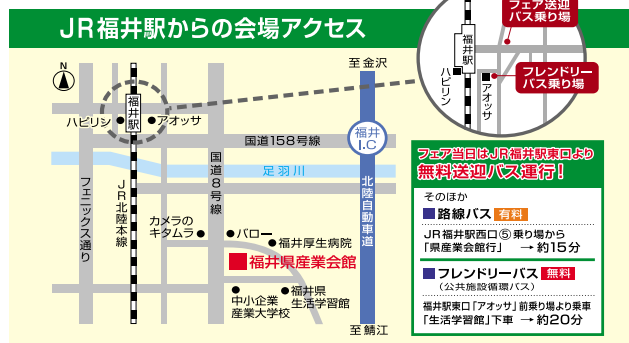 JR福井駅からの会場アクセス
フェア送迎
バス乗り場
福井駅
ハピリン
アオッサ
フレンドリー
バス乗り場
N
至金沢
福井駅
ハピリン
アオッサ
福井
I.C
国道158号線
足羽川
国道8号線
フェニックス通り
JR北陸本線
北陸自動車道
カメラの
キタムラ
バロー
福井厚生病院
福井県産業会館
中小企業
産業大学校
福井県
生活学習館
至鯖江
フェア当日はJR福井駅東口より
無料送迎バス運行！
そのほか
路線バス 有料
JR福井駅西口⑤乗り場から
「県産業会館行」 →約15分
フレンドリーバス 無料
(公共施設循環バス)
福井駅東口「アオッサ」前乗り場より乗車
「生活学習館」下車 →約20分